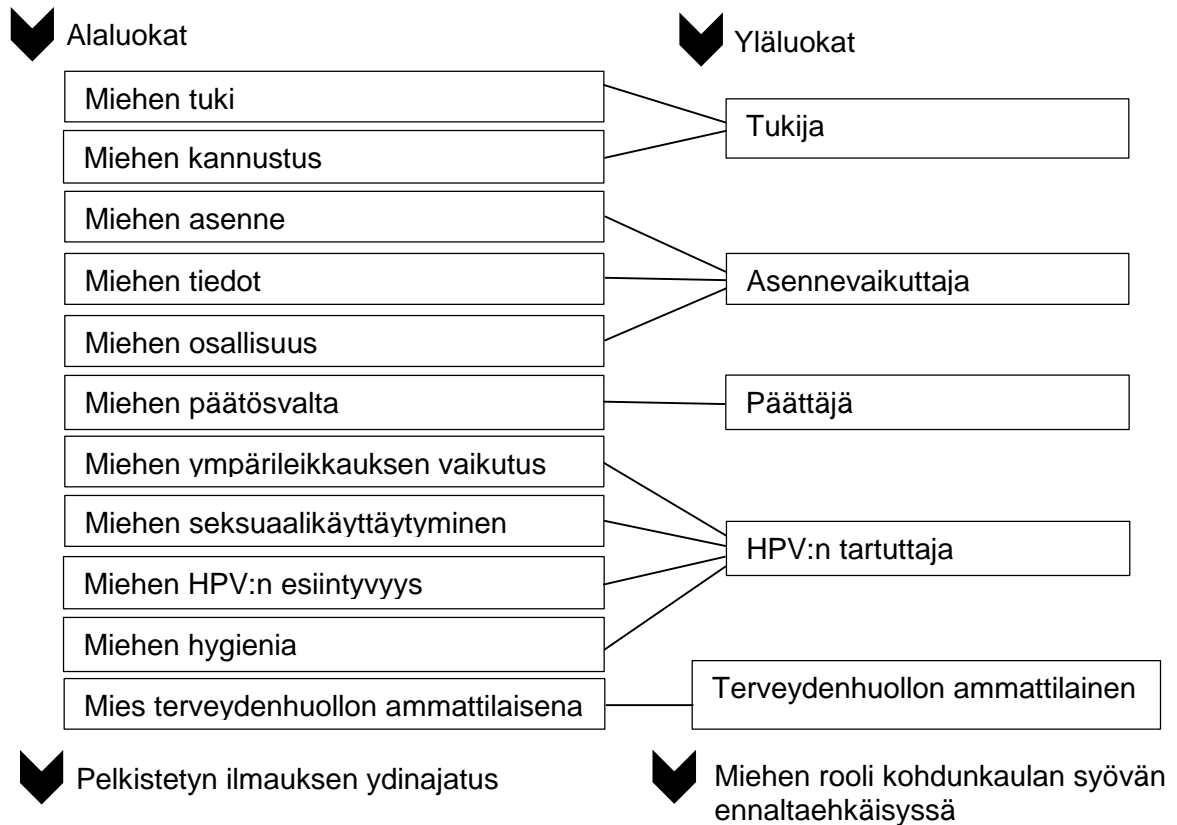 Alaluokat
Yläluokat
Miehen tuki
Miehen kannustus
Tukija
Miehen asenne
Miehen tiedot
Miehen osallisuus
Asennevaikuttaja
Miehen päätösvalta
Päättäjä
Miehen ympärileikkauksen vaikutus
Miehen seksuaalikäyttäytyminen
Miehen HPV:n esiintyvyys
Miehen hygienia
HPV:n tartuttaja
Mies terveydenhuollon ammattilaisena
Terveydenhuollon ammattilainen
Pelkistetyn ilmauksen ydinajatus
Miehen rooli kohdunkaulan syövän
ennaltaehkäisyssä